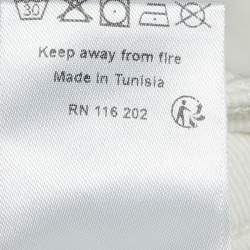 30
Keep away from fire
Made in Tunisia
RN 116 202